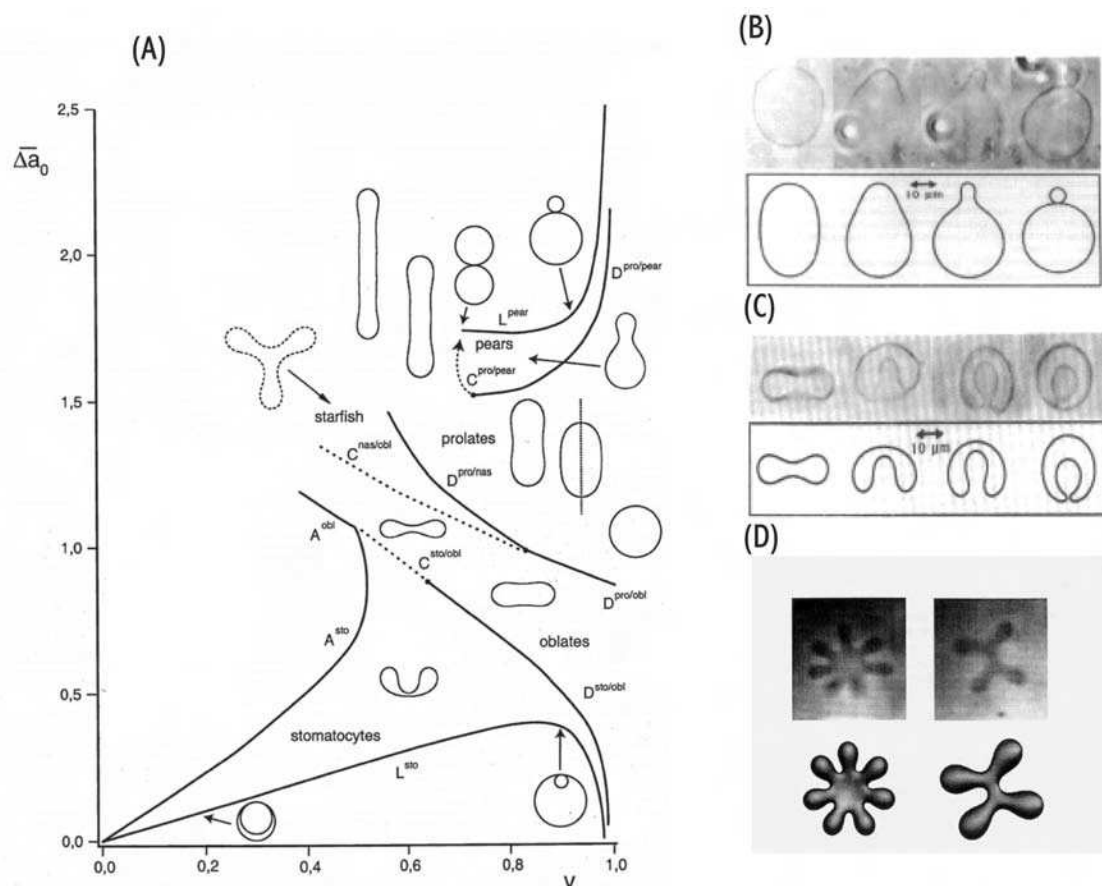 (A)
2,5
Δa̅₀
2,0
1,5
1,0
0,5
0,0
0,0
0,2
0,4
0,6
0,8
1,0
v
D^pro/pear
L^pear
pears
C^pro/pear
starfish
C^nas/obl
prolates
D^pro/nas
A^obl
C^sto/obl
D^pro/obl
A^sto
oblates
D^sto/obl
stomatocytes
L^sto
(B)
10 μm
(C)
10 μm
(D)